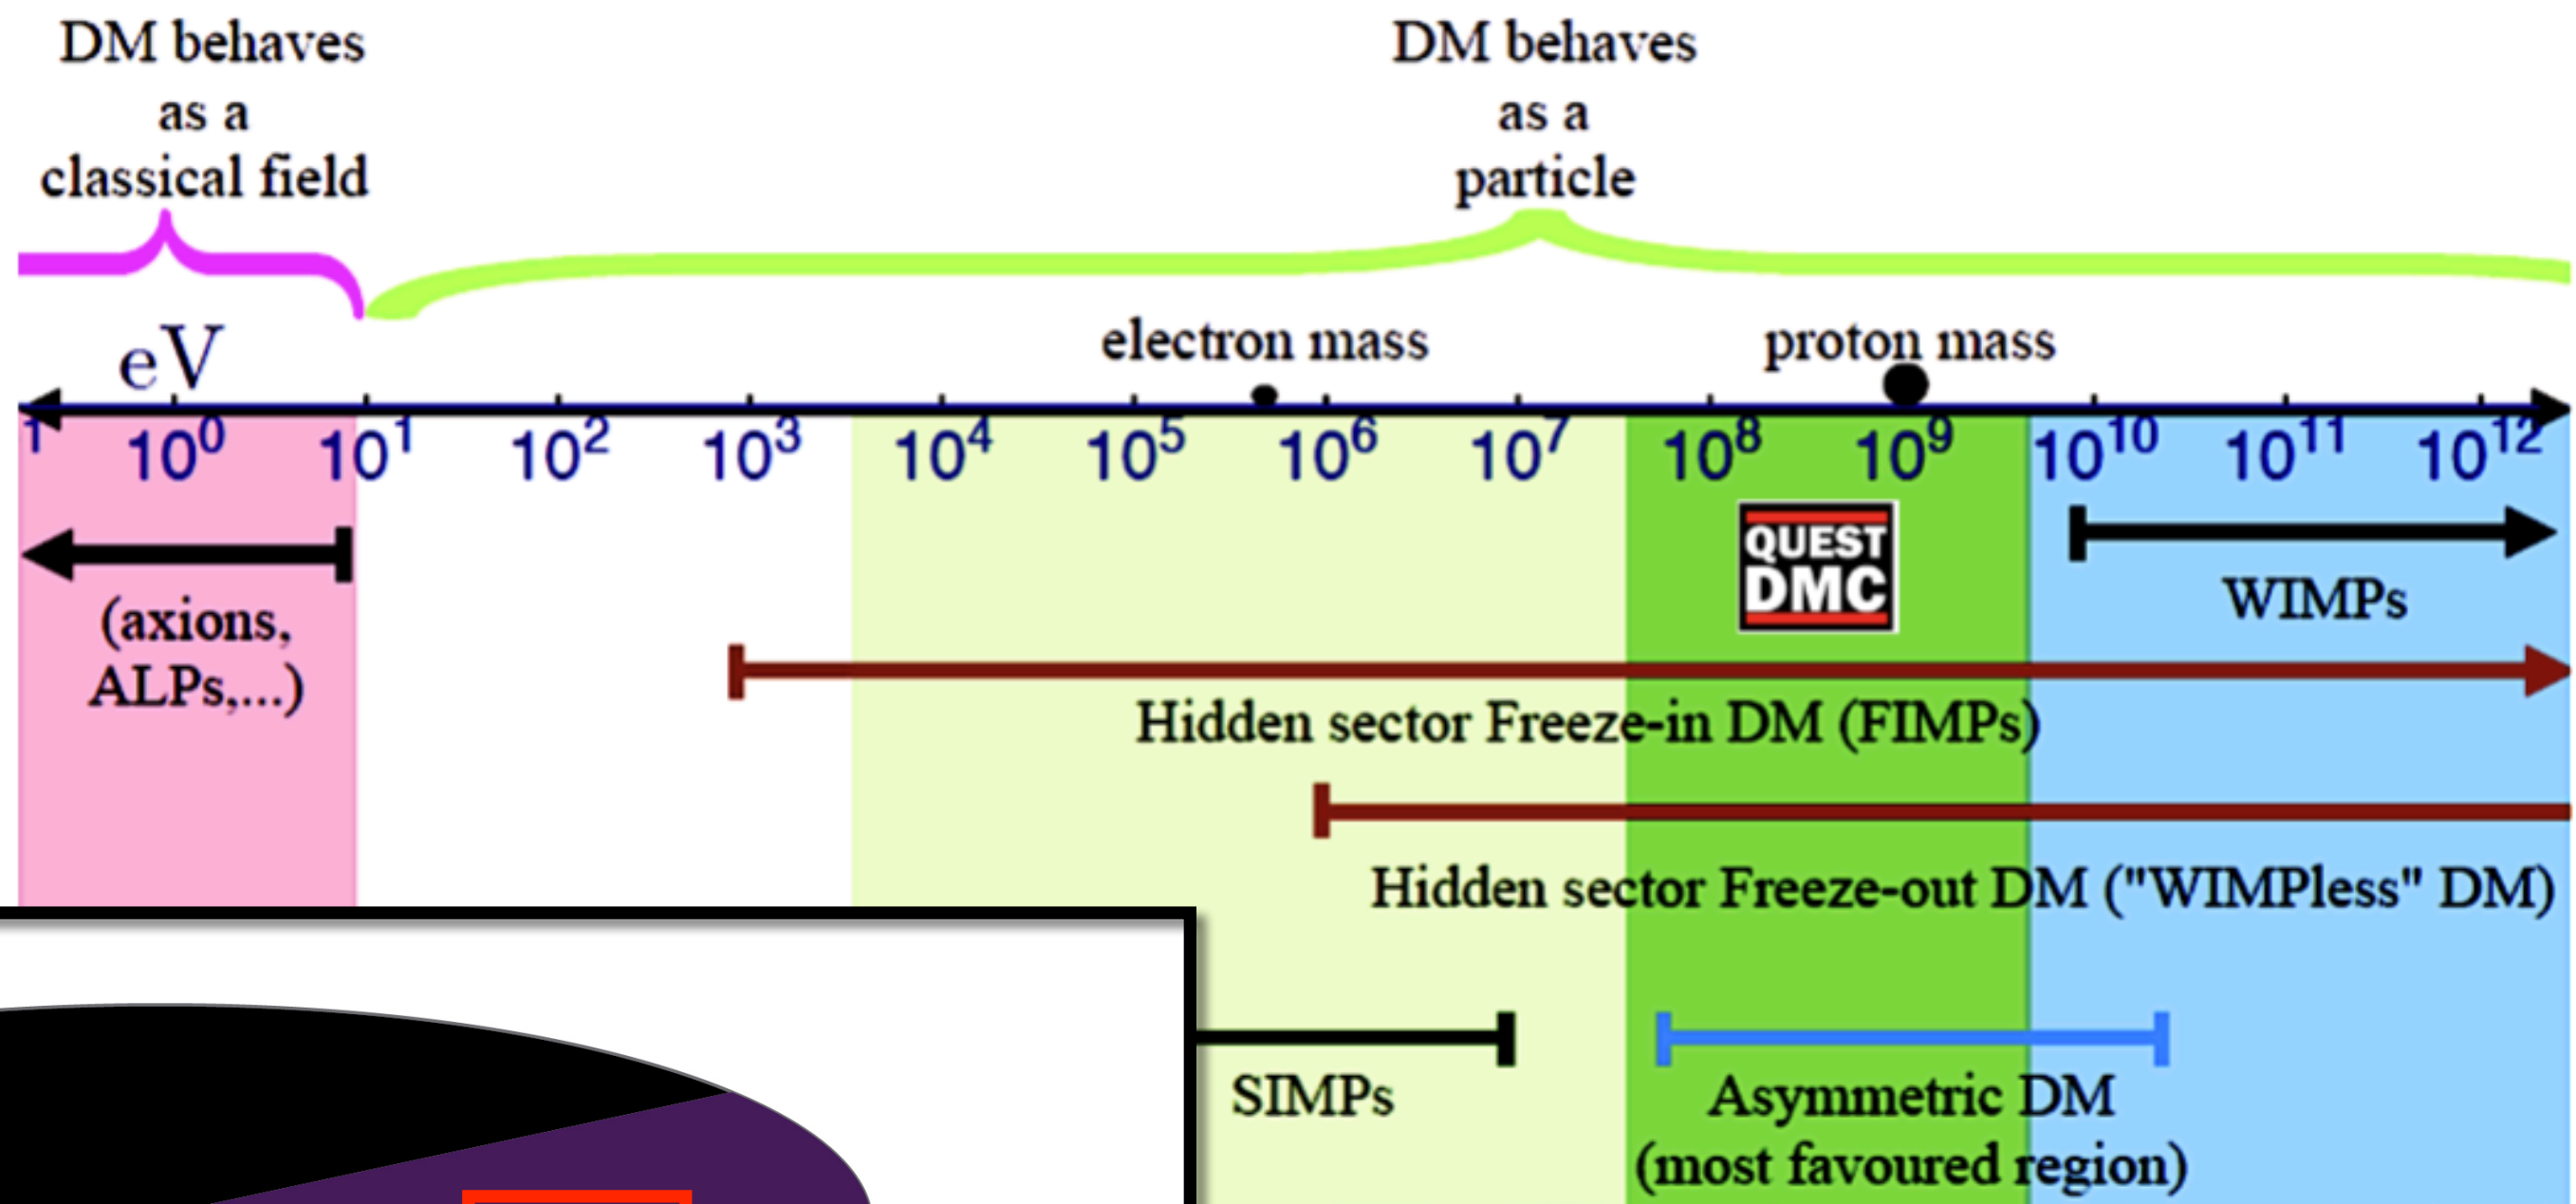 DM behaves
as a
classical field
DM behaves
as a
particle
eV
electron mass
proton mass
1 10⁰ 10¹ 10² 10³ 10⁴ 10⁵ 10⁶ 10⁷ 10⁸ 10⁹ 10¹⁰ 10¹¹ 10¹²
(axions,
ALPs,...)
QUEST
DMC
WIMPs
Hidden sector Freeze-in DM (FIMPs)
Hidden sector Freeze-out DM ("WIMPless" DM)
SIMPs
Asymmetric DM
(most favoured region)